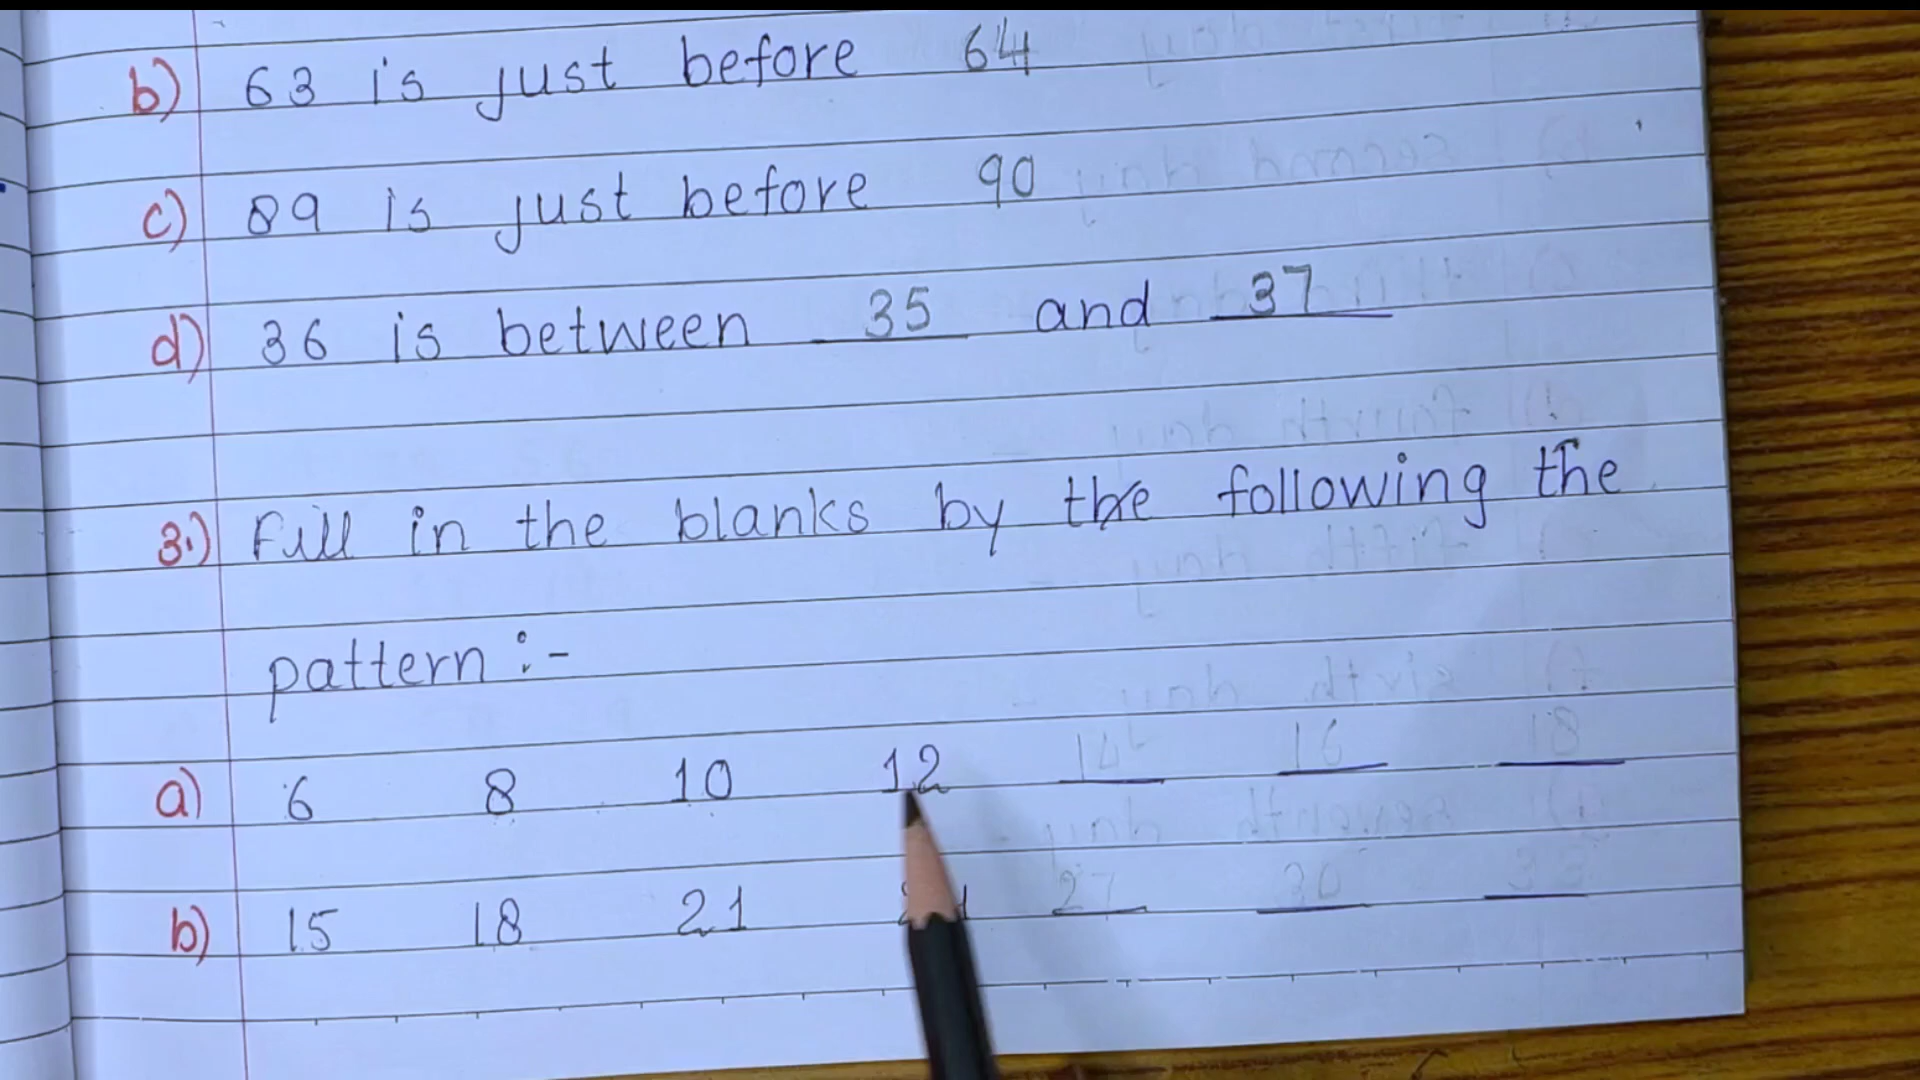 b) 63 is just before 64
c) 89 is just before 90
d) 36 is between 35 and 37
3.) Fill in the blanks by the following the
pattern :-
a) 6 8 10 12 14 16 18
b) 15 18 21 27 30 33